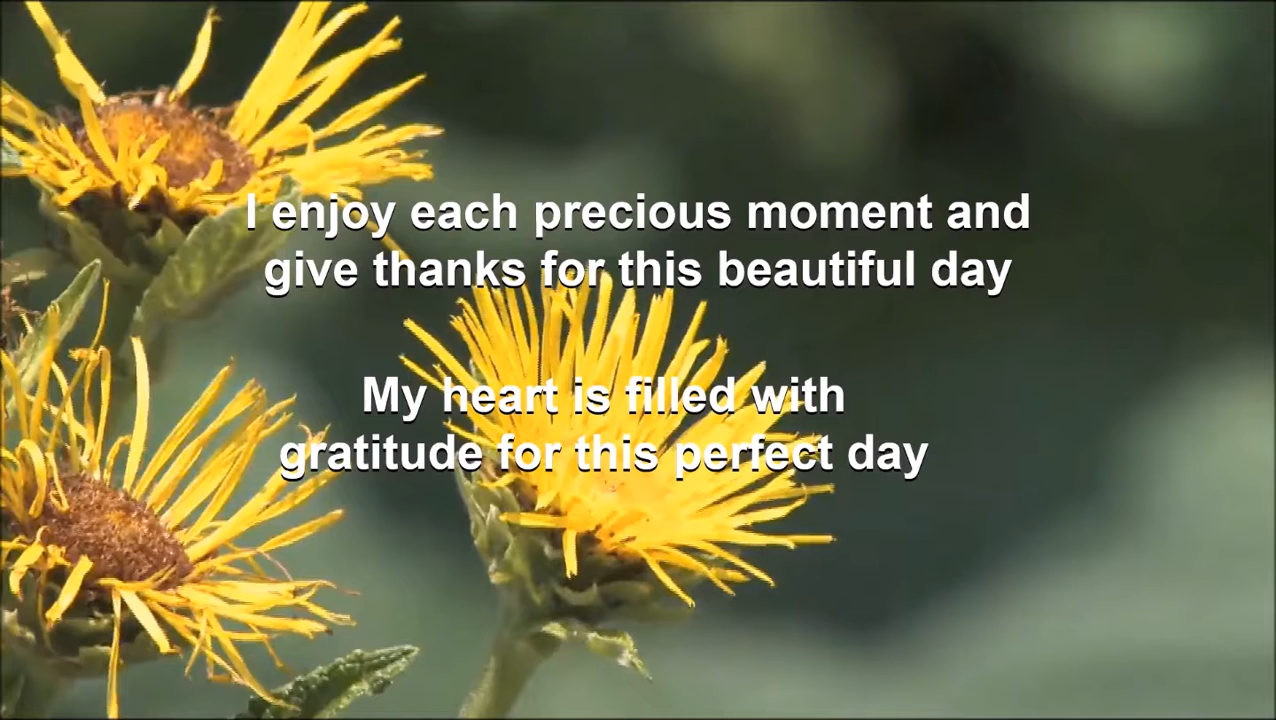 I enjoy each precious moment and
give thanks for this beautiful day
My heart is filled with
gratitude for this perfect day